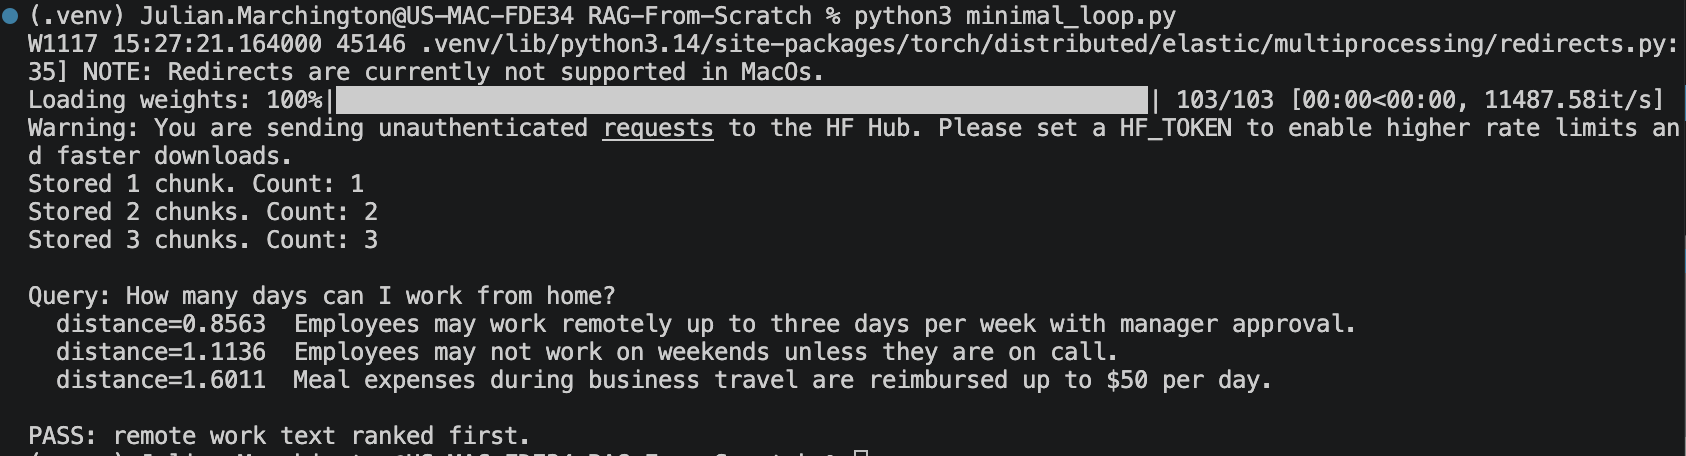 (.venv) Julian.Marchington@US-MAC-FDE34 RAG-From-Scratch % python3 minimal_loop.py
W1117 15:27:21.164000 45146 .venv/lib/python3.14/site-packages/torch/distributed/elastic/multiprocessing/redirects.py:
35] NOTE: Redirects are currently not supported in MacOs.
Loading weights: 100%| | 103/103 [00:00<00:00, 11487.58it/s]
Warning: You are sending unauthenticated requests to the HF Hub. Please set a HF_TOKEN to enable higher rate limits an
d faster downloads.
Stored 1 chunk. Count: 1
Stored 2 chunks. Count: 2
Stored 3 chunks. Count: 3
Query: How many days can I work from home?
distance=0.8563 Employees may work remotely up to three days per week with manager approval.
distance=1.1136 Employees may not work on weekends unless they are on call.
distance=1.6011 Meal expenses during business travel are reimbursed up to $50 per day.
PASS: remote work text ranked first.